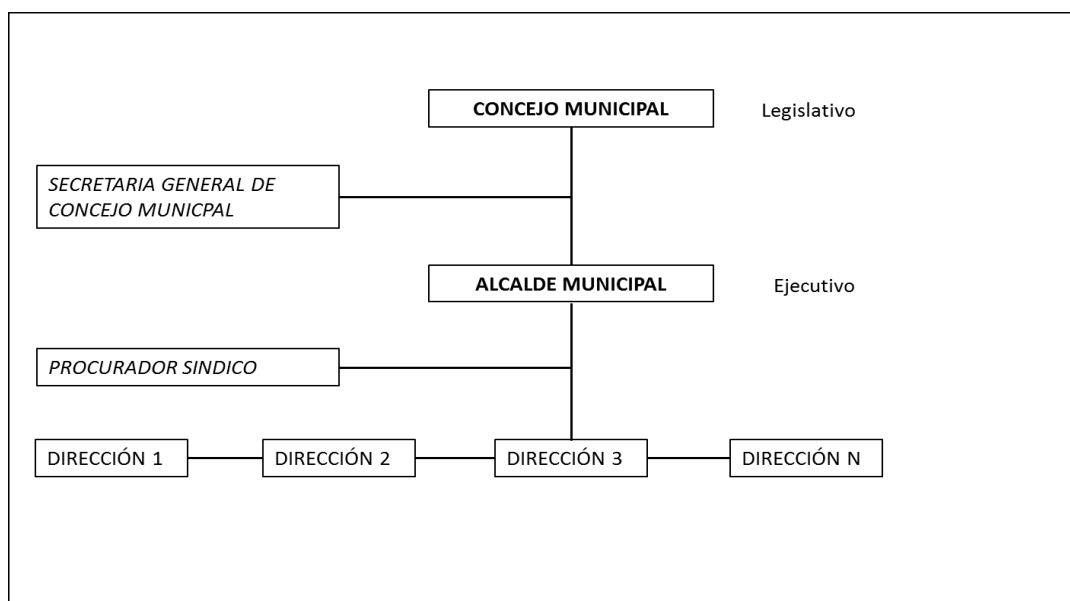 CONCEJO MUNICIPAL
Legislativo
SECRETARIA GENERAL DE
CONCEJO MUNICPAL
ALCALDE MUNICIPAL
Ejecutivo
PROCURADOR SINDICO
DIRECCIÓN 1
DIRECCIÓN 2
DIRECCIÓN 3
DIRECCIÓN N